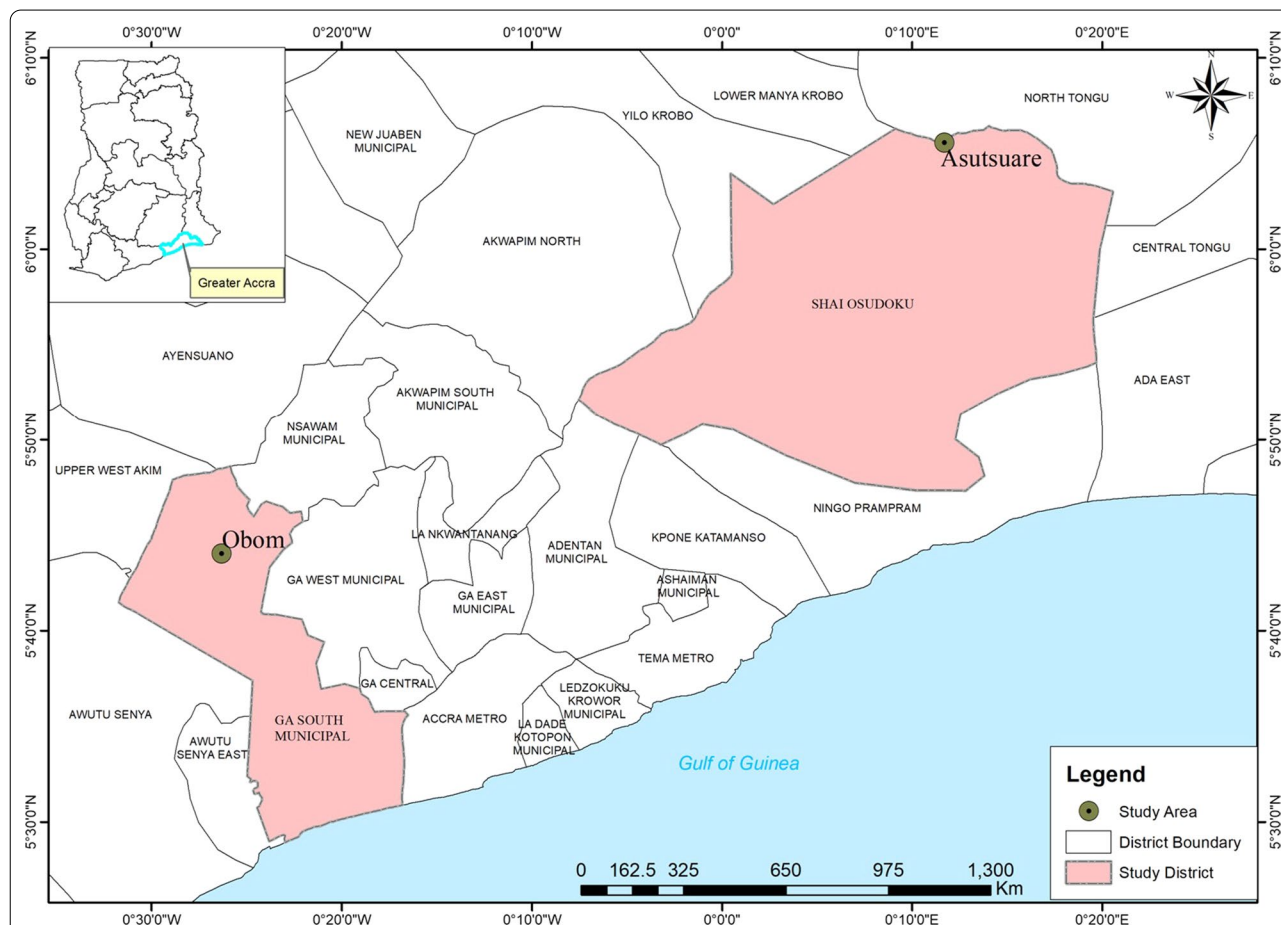 0°30'0"W
0°20'0"W
0°10'0"W
0°0'0"
0°10'0"E
0°20'0"E
6°10'0"N
6°10'0"N
N
W
E
S
LOWER MANYA KROBO
NORTH TONGU
YILO KROBO
NEW JUABEN
MUNICIPAL
Asutsuare
AKWAPIM NORTH
6°0'0"N
6°0'0"N
CENTRAL TONGU
Greater Accra
SHAI OSUDOKU
AYENSUANO
ADA EAST
AKWAPIM SOUTH
MUNICIPAL
NSAWAM
MUNICIPAL
5°50'0"N
5°50'0"N
UPPER WEST AKIM
NINGO PRAMPRAM
LA NKWANTANANG
KPONE KATAMANSO
Obom
ADENTAN
MUNICIPAL
GA WEST MUNICIPAL
ASHAIMAN
MUNICIPAL
GA EAST
MUNICIPAL
5°40'0"N
5°40'0"N
TEMA METRO
GA CENTRAL
LEDZOKUKU
KROWOR
MUNICIPAL
AWUTU SENYA
GA SOUTH
MUNICIPAL
ACCRA METRO
LA DADE
KOTOPON
MUNICIPAL
AWUTU
SENYA EAST
Gulf of Guinea
5°30'0"N
5°30'0"N
Legend
Study Area
District Boundary
Study District
0 162.5 325 650 975 1,300
Km
0°30'0"W
0°20'0"W
0°10'0"W
0°0'0"
0°10'0"E
0°20'0"E